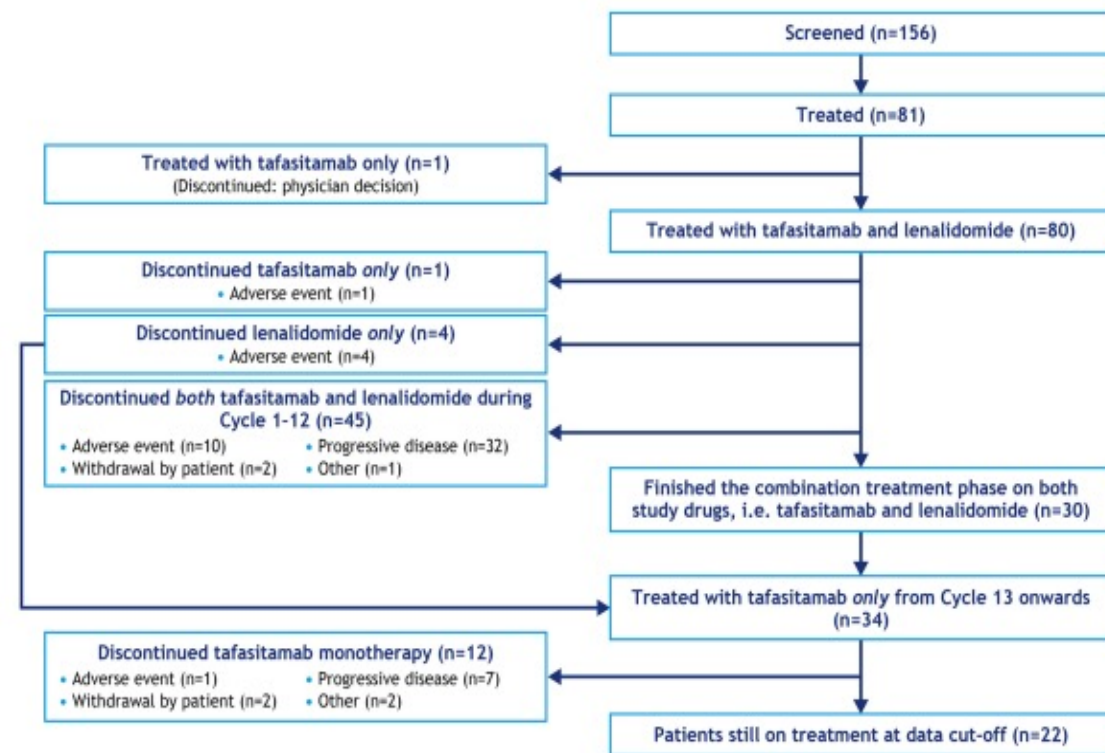 Screened (n=156)
Treated (n=81)
Treated with tafasitamab only (n=1)
(Discontinued: physician decision)
Treated with tafasitamab and lenalidomide (n=80)
Discontinued tafasitamab only (n=1)
• Adverse event (n=1)
Discontinued lenalidomide only (n=4)
• Adverse event (n=4)
Discontinued both tafasitamab and lenalidomide during
Cycle 1-12 (n=45)
• Adverse event (n=10) • Progressive disease (n=32)
• Withdrawal by patient (n=2) • Other (n=1)
Finished the combination treatment phase on both
study drugs, i.e. tafasitamab and lenalidomide (n=30)
Treated with tafasitamab only from Cycle 13 onwards
(n=34)
Discontinued tafasitamab monotherapy (n=12)
• Adverse event (n=1) • Progressive disease (n=7)
• Withdrawal by patient (n=2) • Other (n=2)
Patients still on treatment at data cut-off (n=22)